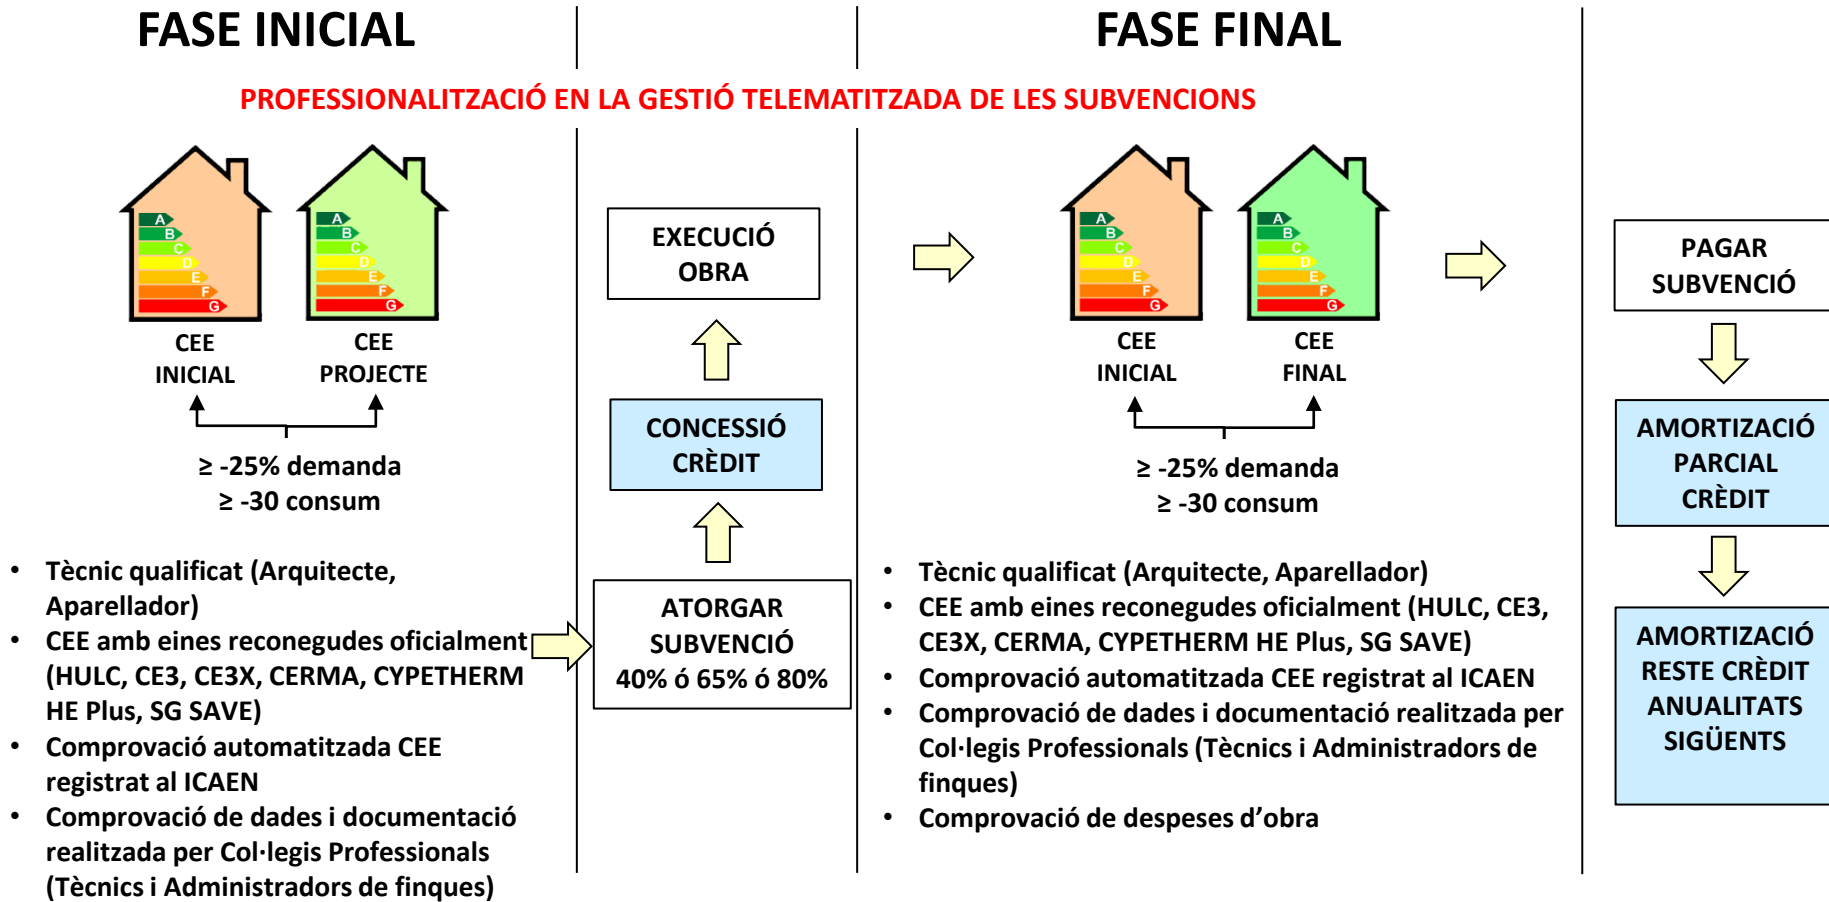 FASE INICIAL
FASE FINAL
PROFESSIONALITZACIÓ EN LA GESTIÓ TELEMATITZADA DE LES SUBVENCIONS
A
B
C
D
E
F
G
CEE
INICIAL
A
B
C
D
E
F
G
CEE
PROJECTE
≥ -25% demanda
≥ -30 consum
• Tècnic qualificat (Arquitecte,
Aparellador)
• CEE amb eines reconegudes oficialment
(HULC, CE3, CE3X, CERMA, CYPETHERM
HE Plus, SG SAVE)
• Comprovació automatitzada CEE
registrat al ICAEN
• Comprovació de dades i documentació
realitzada per Col·legis Professionals
(Tècnics i Administradors de finques)
EXECUCIÓ
OBRA
CONCESSIÓ
CRÈDIT
ATORGAR
SUBVENCIÓ
40% ó 65% ó 80%
A
B
C
D
E
F
G
CEE
INICIAL
A
B
C
D
E
F
G
CEE
FINAL
≥ -25% demanda
≥ -30 consum
• Tècnic qualificat (Arquitecte, Aparellador)
• CEE amb eines reconegudes oficialment (HULC, CE3,
CE3X, CERMA, CYPETHERM HE Plus, SG SAVE)
• Comprovació automatitzada CEE registrat al ICAEN
• Comprovació de dades i documentació realitzada per
Col·legis Professionals (Tècnics i Administradors de
finques)
• Comprovació de despeses d’obra
PAGAR
SUBVENCIÓ
AMORTIZACIÓ
PARCIAL
CRÈDIT
AMORTIZACIÓ
RESTE CRÈDIT
ANUALITATS
SIGÜENTS